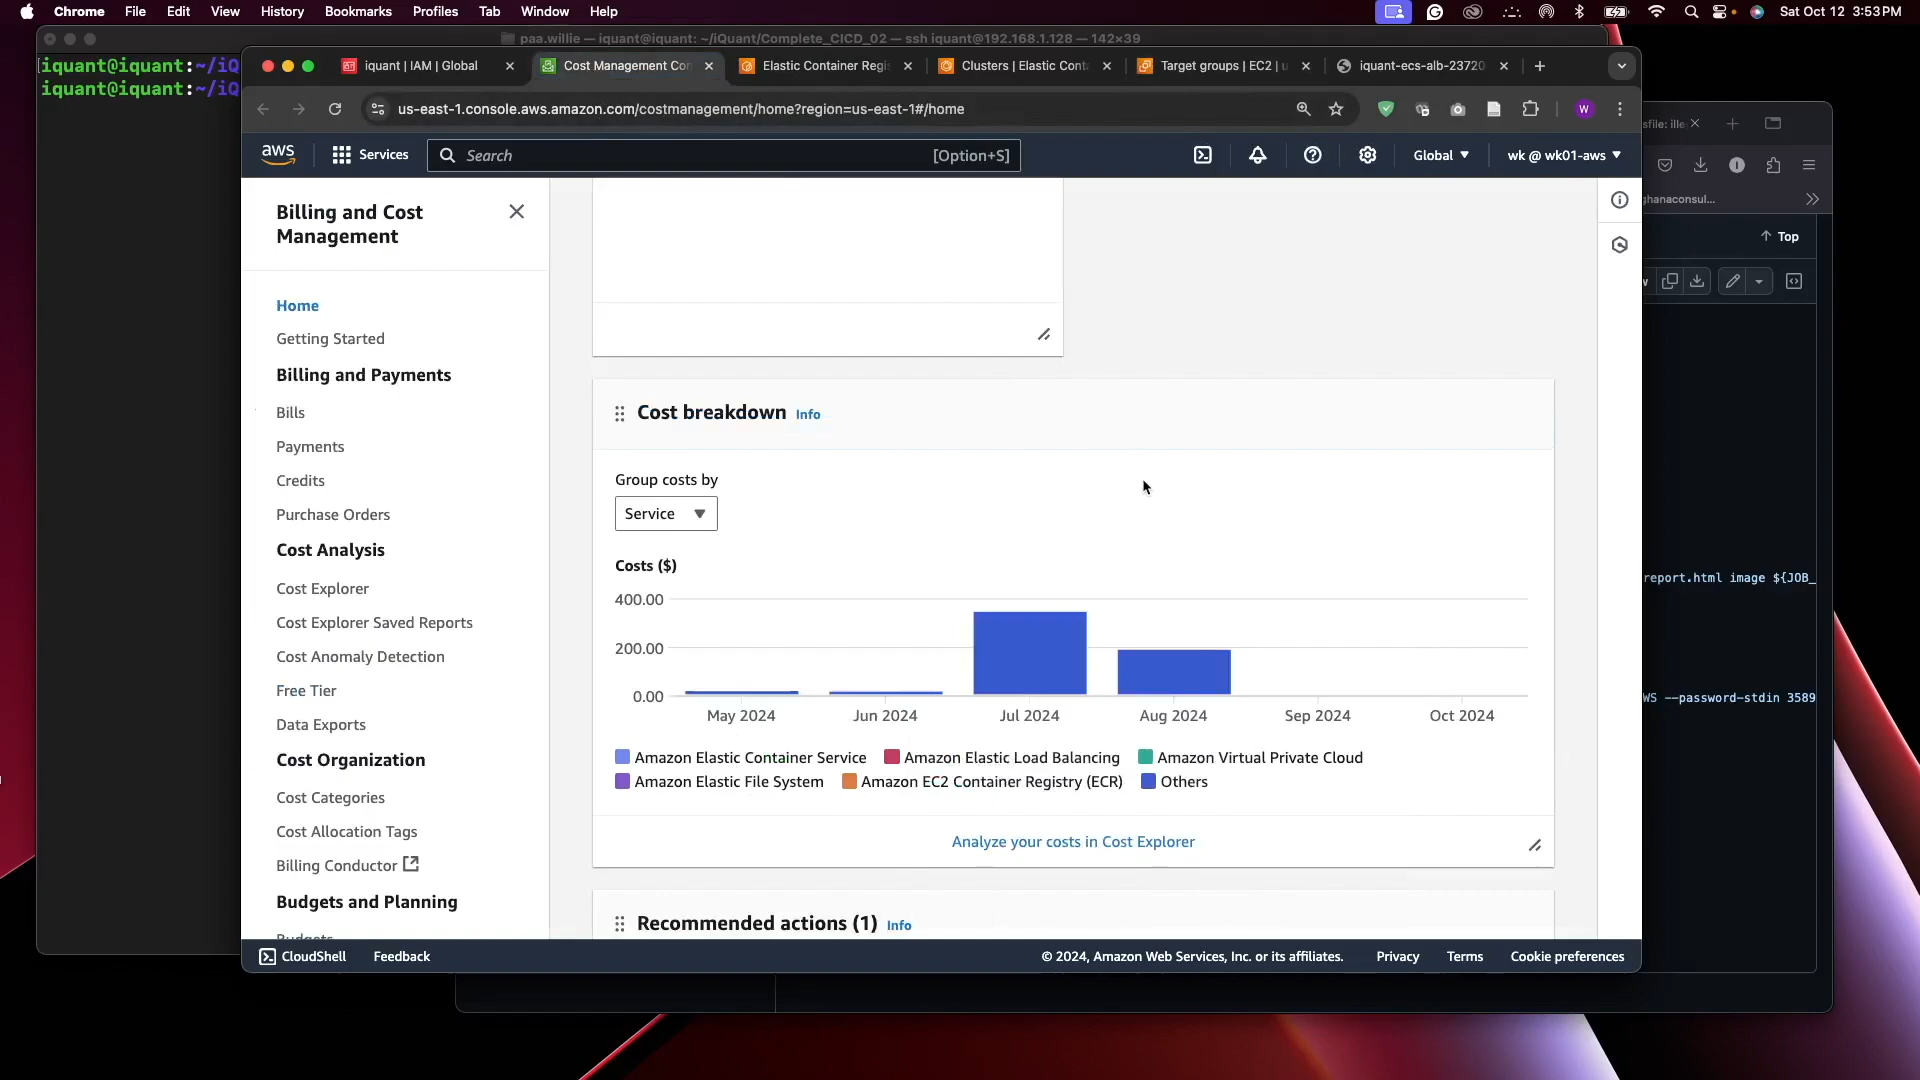 Chrome File Edit View History Bookmarks Profiles Tab Window Help Sat Oct 12 3:53 PM
paa.willie — iquant@iquant: ~/iQuant/Complete_CICD_02 — ssh iquant@192.168.1.128 — 142×39
iquant@iquant:~/iQ
iquant@iquant:~/iQ
iquant | IAM | Global
Cost Management Con
Elastic Container Regis
Clusters | Elastic Conta
Target groups | EC2 | u
iquant-ecs-alb-23720
us-east-1.console.aws.amazon.com/costmanagement/home?region=us-east-1#/home
W
aws Services Search [Option+S] Global wk @ wk01-aws
Billing and Cost
Management
Home
Getting Started
Billing and Payments
Bills
Payments
Credits
Purchase Orders
Cost Analysis
Cost Explorer
Cost Explorer Saved Reports
Cost Anomaly Detection
Free Tier
Data Exports
Cost Organization
Cost Categories
Cost Allocation Tags
Billing Conductor
Budgets and Planning
Budgets
Cost breakdown Info
Group costs by
Service
Costs ($)
400.00
200.00
0.00
May 2024 Jun 2024 Jul 2024 Aug 2024 Sep 2024 Oct 2024
Amazon Elastic Container Service Amazon Elastic Load Balancing Amazon Virtual Private Cloud
Amazon Elastic File System Amazon EC2 Container Registry (ECR) Others
Analyze your costs in Cost Explorer
Recommended actions (1) Info
CloudShell Feedback © 2024, Amazon Web Services, Inc. or its affiliates. Privacy Terms Cookie preferences
sfile: ille
ghanaconsul...
Top
report.html image ${JOB_
WS --password-stdin 3589